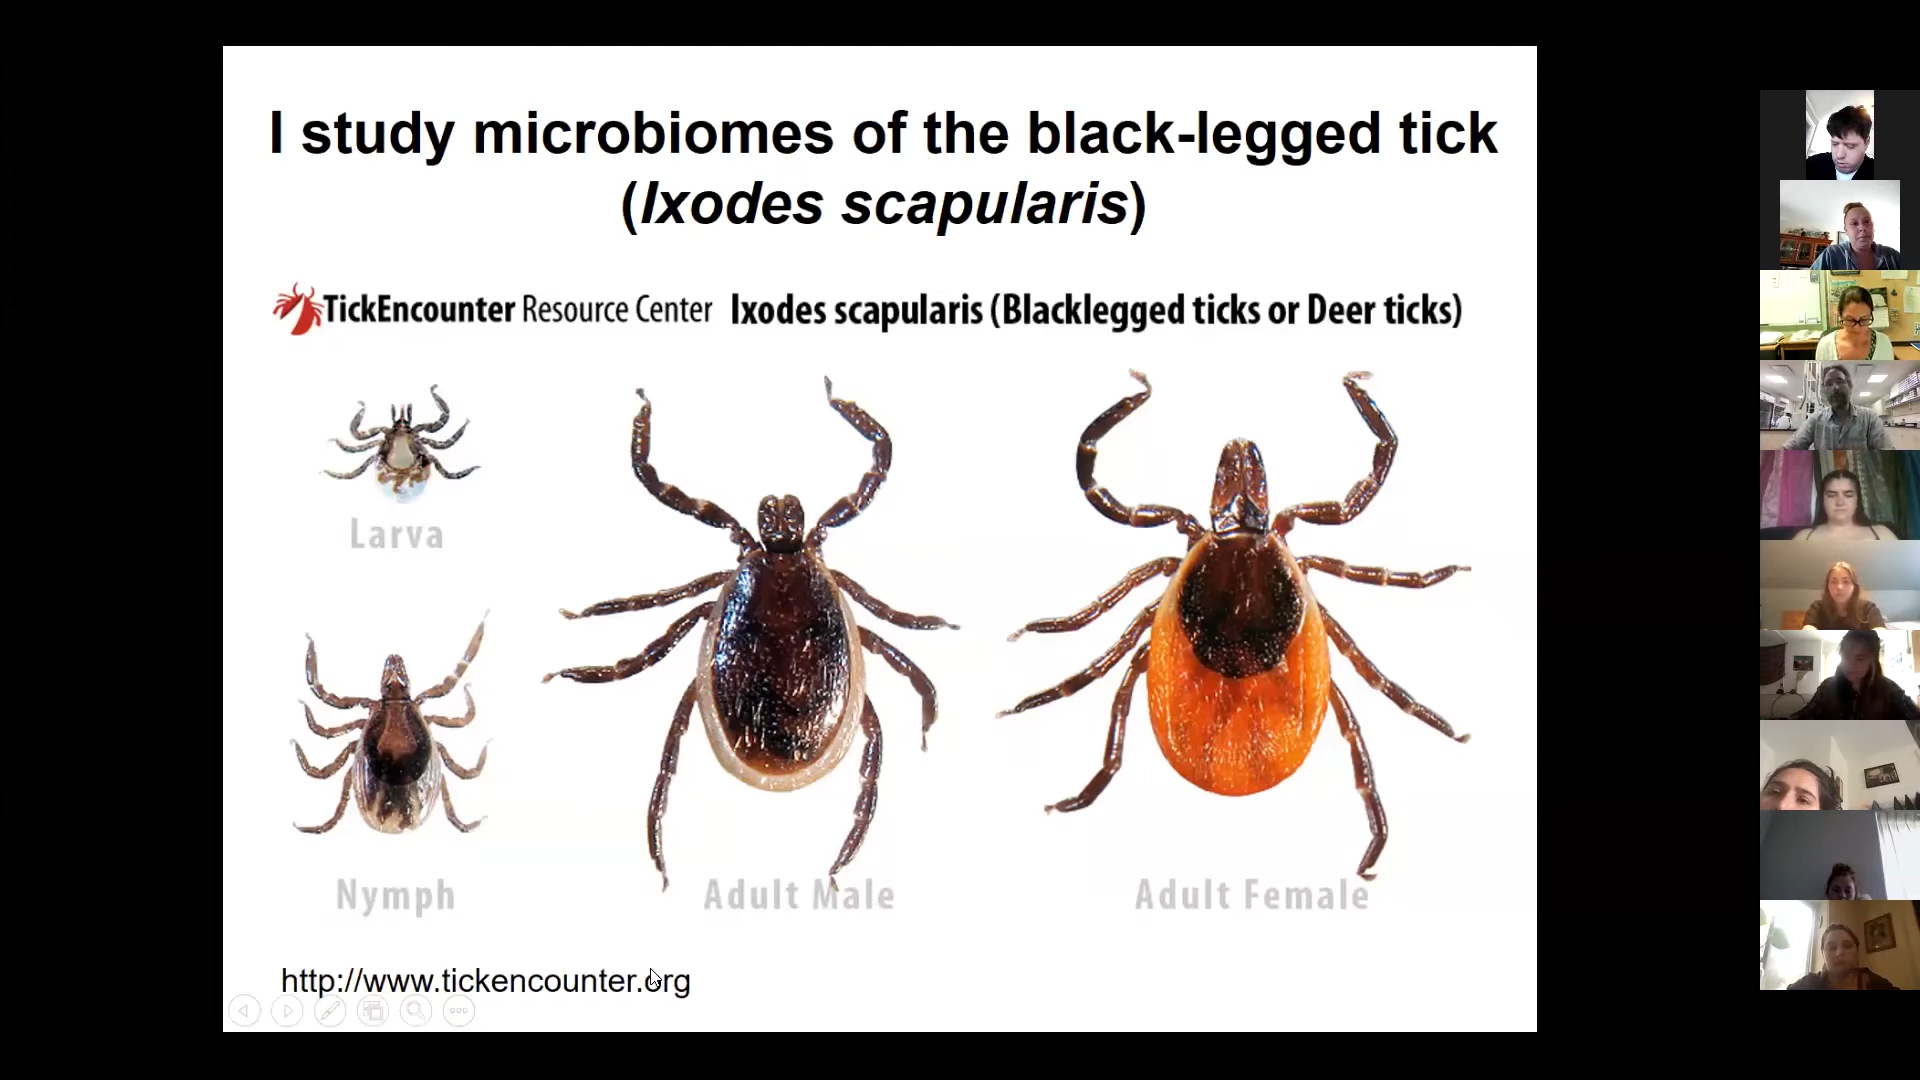 I study microbiomes of the black-legged tick
(Ixodes scapularis)
TickEncounter Resource Center Ixodes scapularis (Blacklegged ticks or Deer ticks)
Larva
Nymph
Adult Male
Adult Female
http://www.tickencounter.org